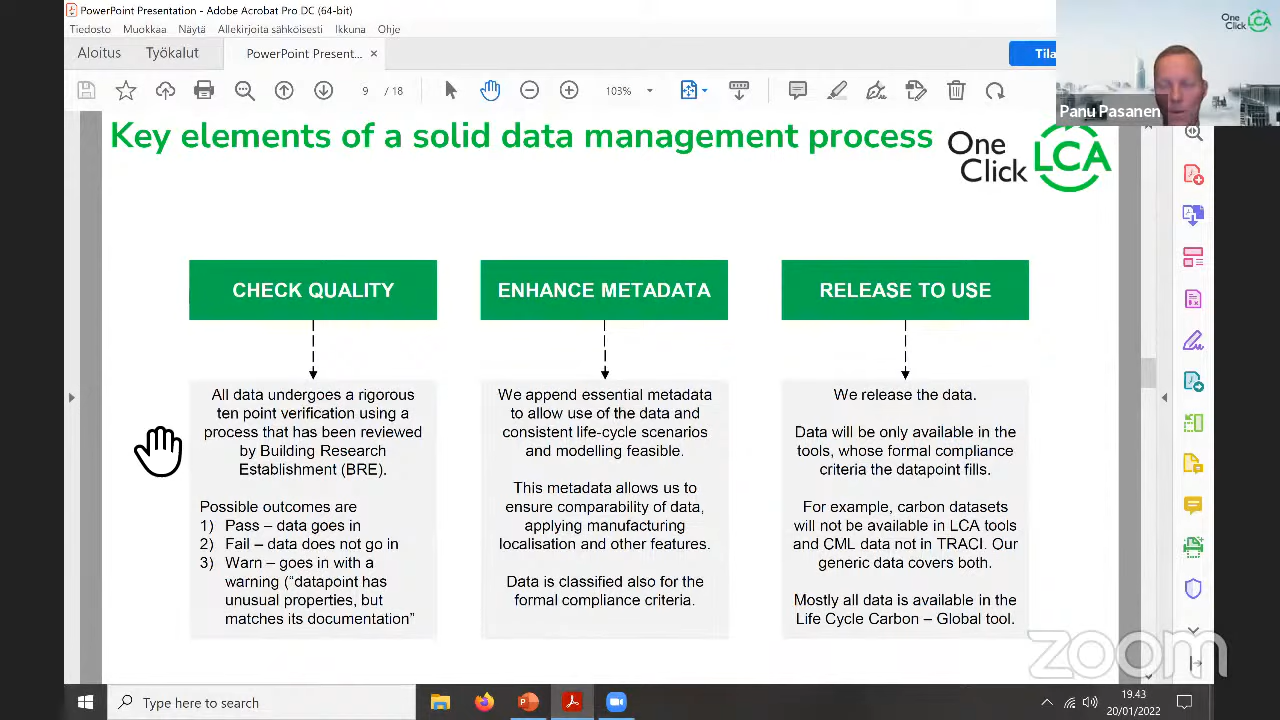 PowerPoint Presentation - Adobe Acrobat Pro DC (64-bit)
Tiedosto Muokkaa Näytä Allekirjoita sähköisesti Ikkuna Ohje
Aloitus Työkalut PowerPoint Present... ×
Tila
9 / 18
103%
One Click LCA
Panu Pasanen
Key elements of a solid data management process
One
Click
LCA
CHECK QUALITY
All data undergoes a rigorous
ten point verification using a
process that has been reviewed
by Building Research
Establishment (BRE).
Possible outcomes are
1) Pass – data goes in
2) Fail – data does not go in
3) Warn – goes in with a
warning (“datapoint has
unusual properties, but
matches its documentation”
ENHANCE METADATA
We append essential metadata
to allow use of the data and
consistent life-cycle scenarios
and modelling feasible.
This metadata allows us to
ensure comparability of data,
applying manufacturing
localisation and other features.
Data is classified also for the
formal compliance criteria.
RELEASE TO USE
We release the data.
Data will be only available in the
tools, whose formal compliance
criteria the datapoint fills.
For example, carbon datasets
will not be available in LCA tools
and CML data not in TRACI. Our
generic data covers both.
Mostly all data is available in the
Life Cycle Carbon – Global tool.
zoom
Type here to search
19.43
20/01/2022